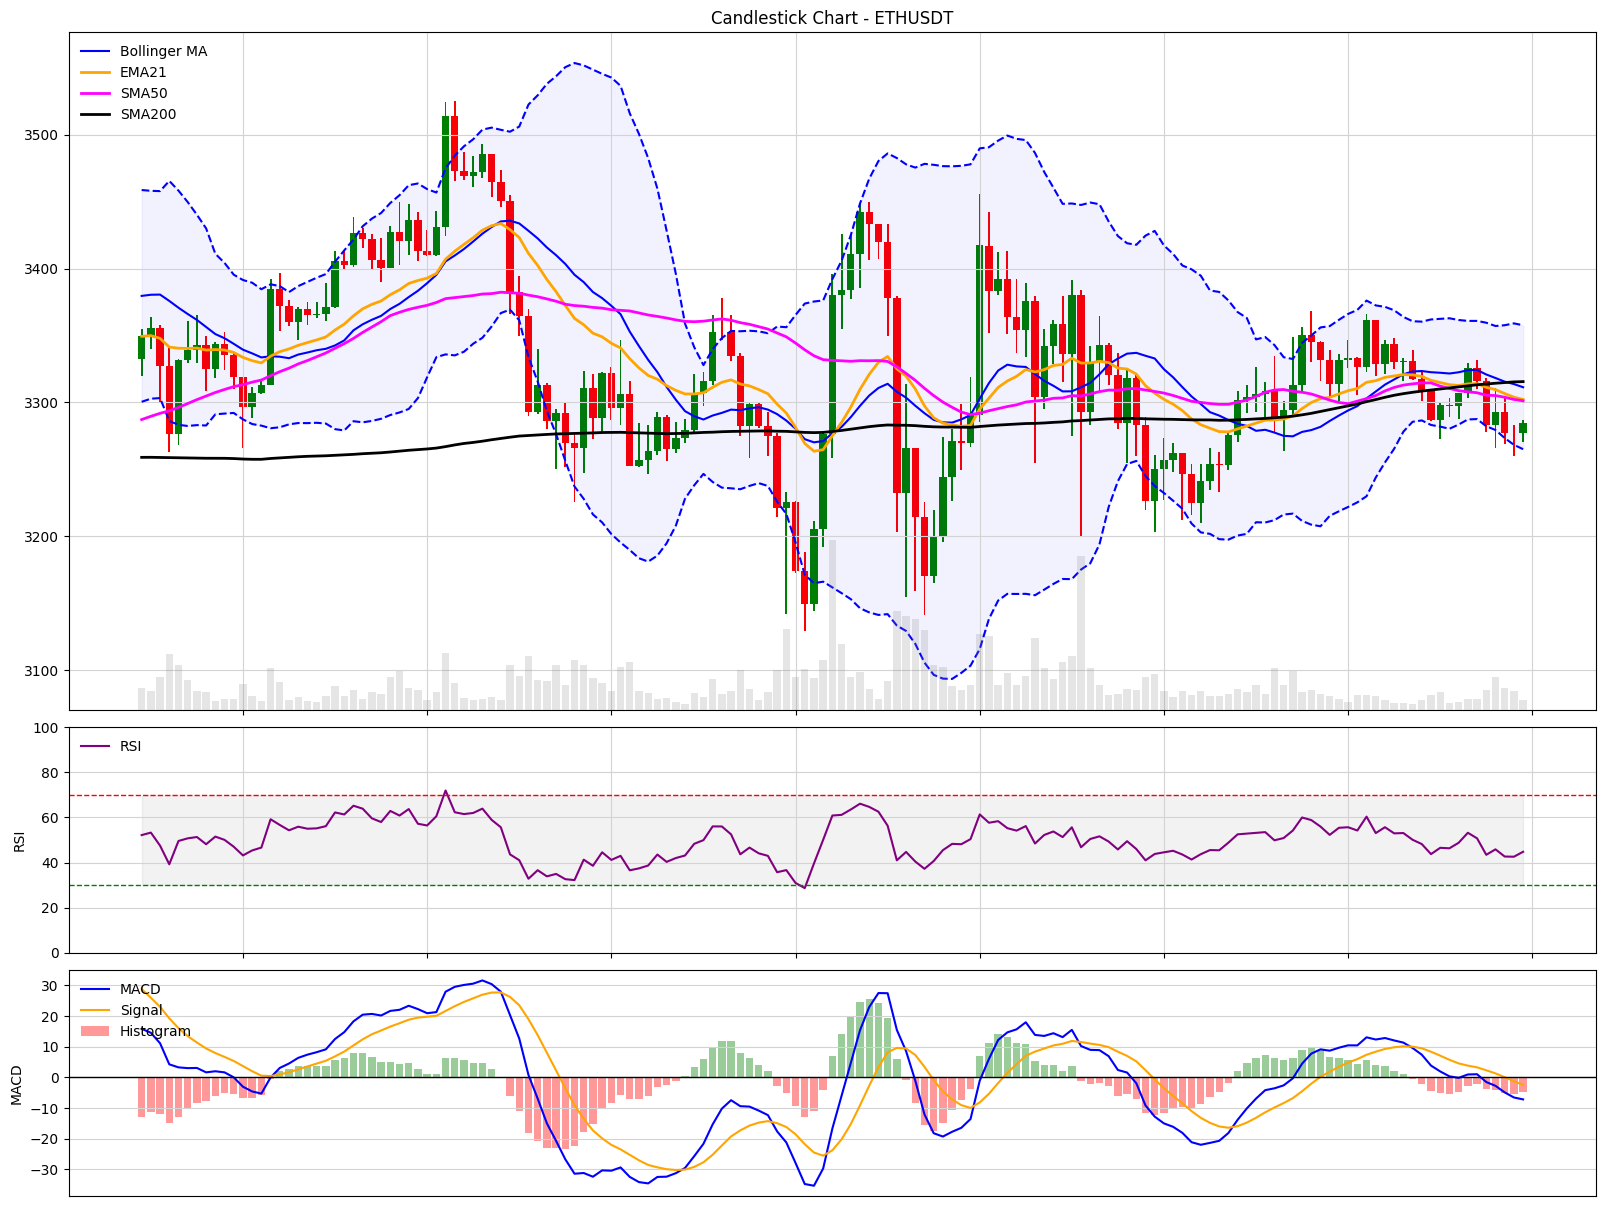 Candlestick Chart - ETHUSDT
Bollinger MA
EMA21
SMA50
SMA200
3500
3400
3300
3200
3100
100
80
60
40
20
0
RSI
RSI
30
20
10
0
−10
−20
−30
MACD
MACD
Signal
Histogram